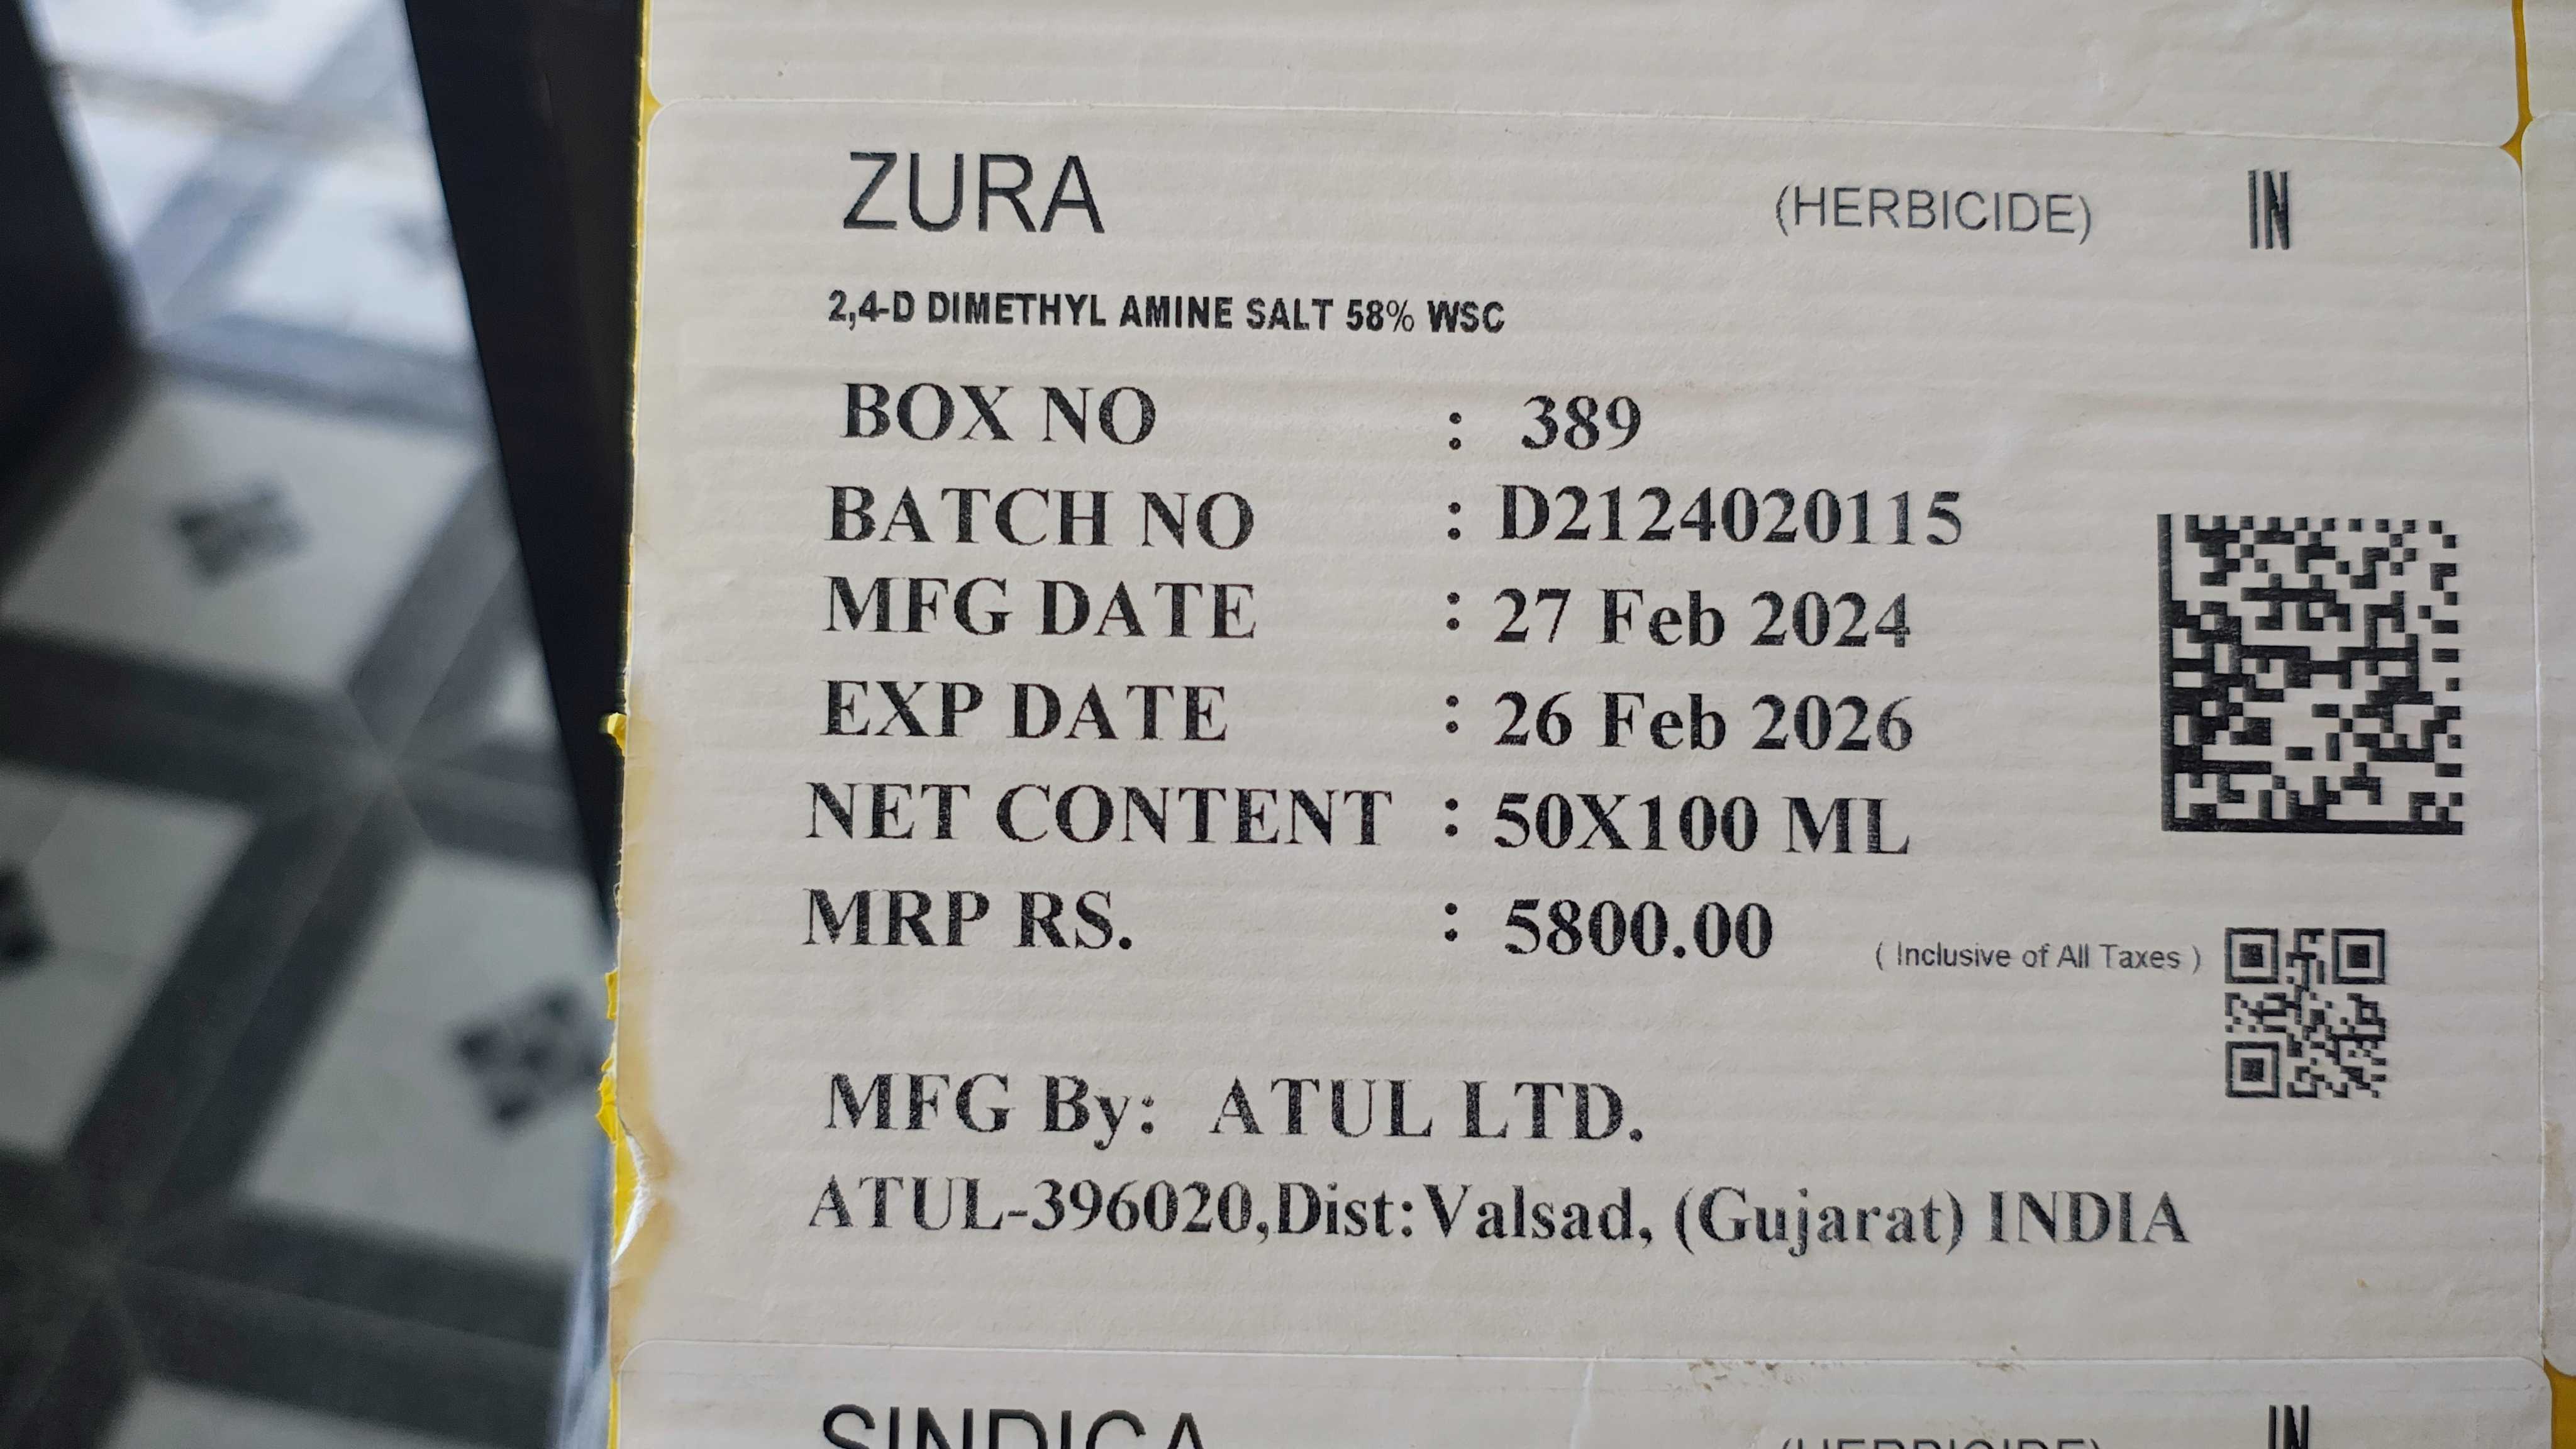 ZURA (HERBICIDE) IN
2,4-D DIMETHYL AMINE SALT 58% WSC
BOX NO : 389
BATCH NO : D2124020115
MFG DATE : 27 Feb 2024
EXP DATE : 26 Feb 2026
NET CONTENT : 50X100 ML
MRP RS. : 5800.00 ( Inclusive of All Taxes )
MFG By: ATUL LTD.
ATUL-396020,Dist:Valsad, (Gujarat) INDIA
SINDICA (HERBICIDE) IN